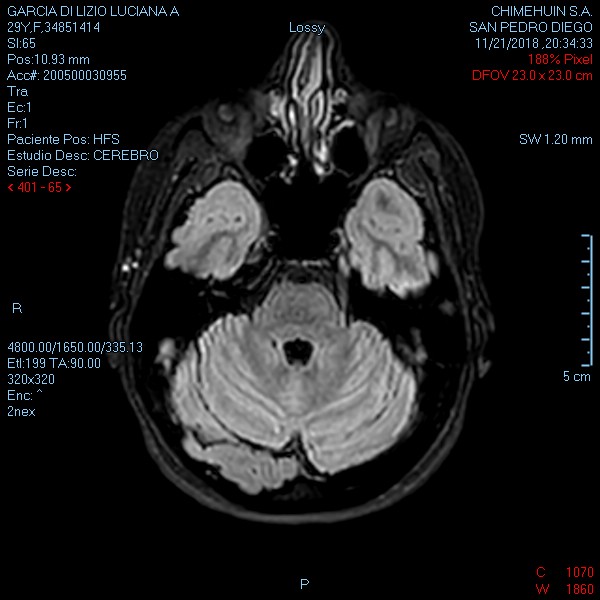 GARCIA DI LIZIO LUCIANA A
29Y,F,34851414
Sl:65
Pos:10.93 mm
Acc#: 200500030955
Tra
Ec:1
Fr:1
Paciente Pos: HFS
Estudio Desc: CEREBRO
Serie Desc:
< 401 - 65 >
Lossy
CHIMEHUIN S.A.
SAN PEDRO DIEGO
11/21/2018 ,20:34:33
188% Pixel
DFOV 23.0 x 23.0 cm
SW 1.20 mm
R
4800.00/1650.00/335.13
Etl:199 TA:90.00
320x320
Enc: ^
2nex
5 cm
P
C 1070
W 1860